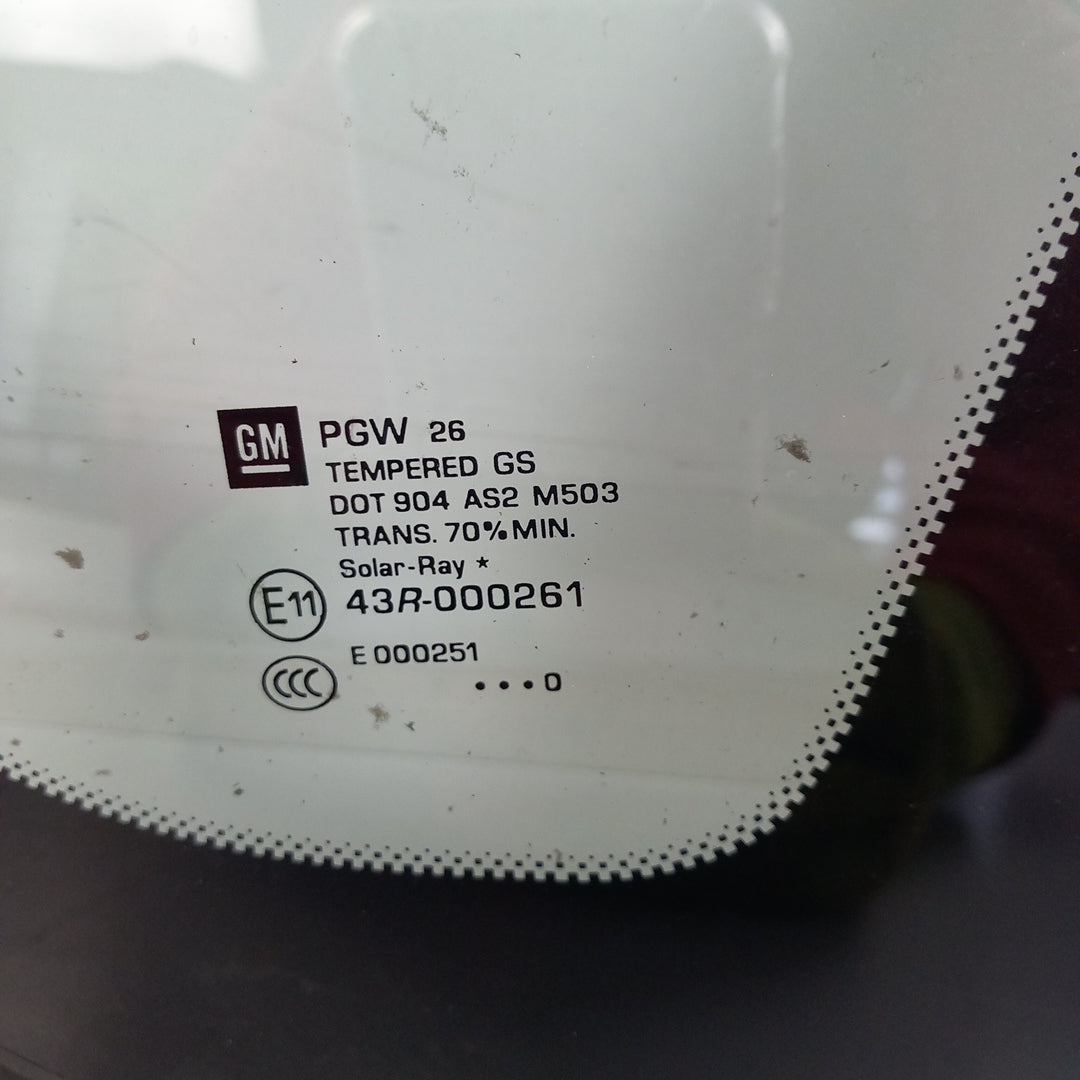 GM
PGW 26
TEMPERED GS
DOT 904 AS2 M503
TRANS. 70% MIN.
Solar-Ray *
E11 43R-000261
E 000251
CCC
•••0